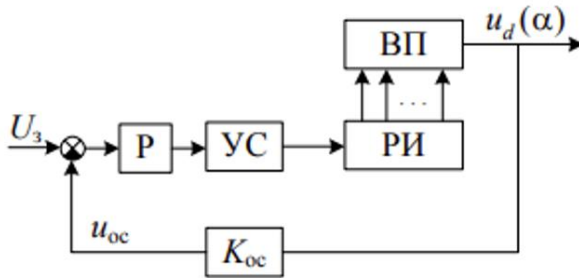 u_d(α)
ВП
. . .
U_з
Р
УС
РИ
u_ос
K_ос